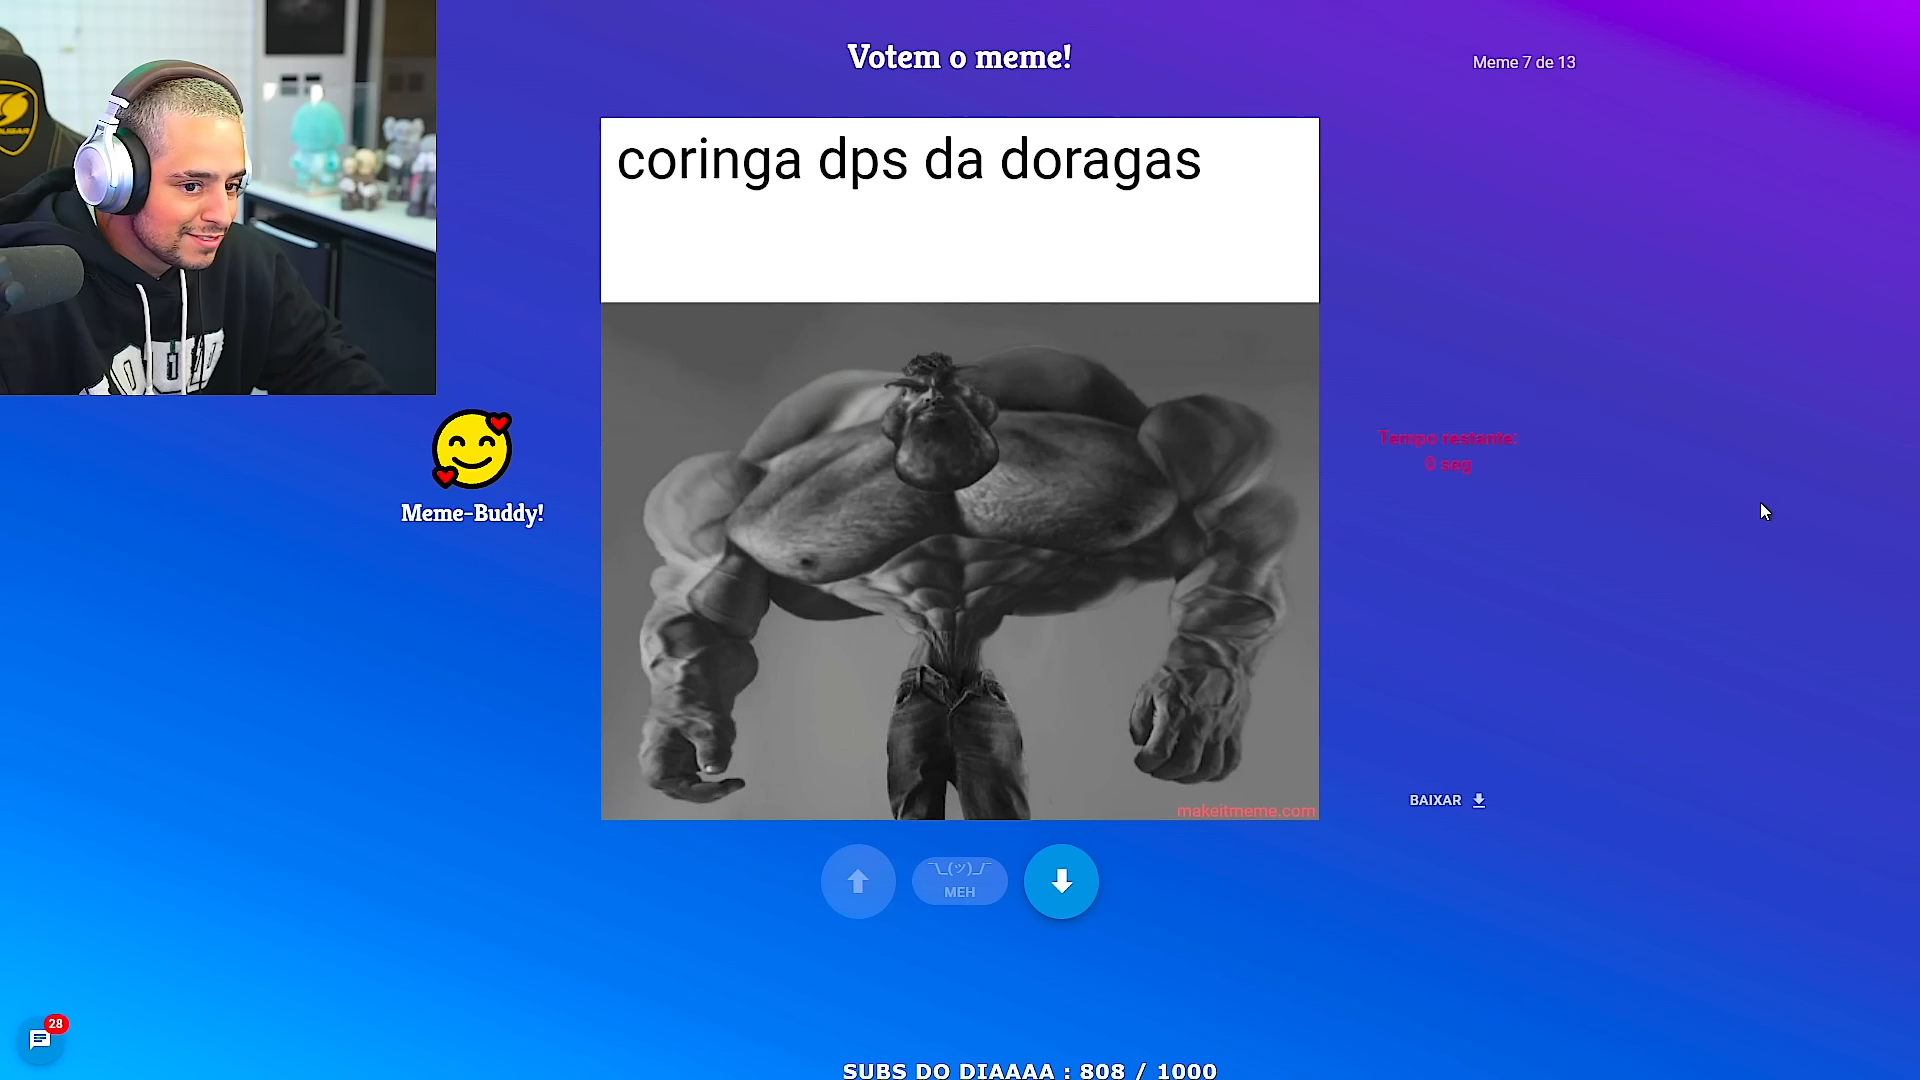 Votem o meme!
Meme 7 de 13
coringa dps da doragas
Tempo restante:
0 seg
Meme-Buddy!
makeitmeme.com
BAIXAR
¯\_(ツ)_/¯
MEH
28
SUBS DO DIAAAA : 808 / 1000